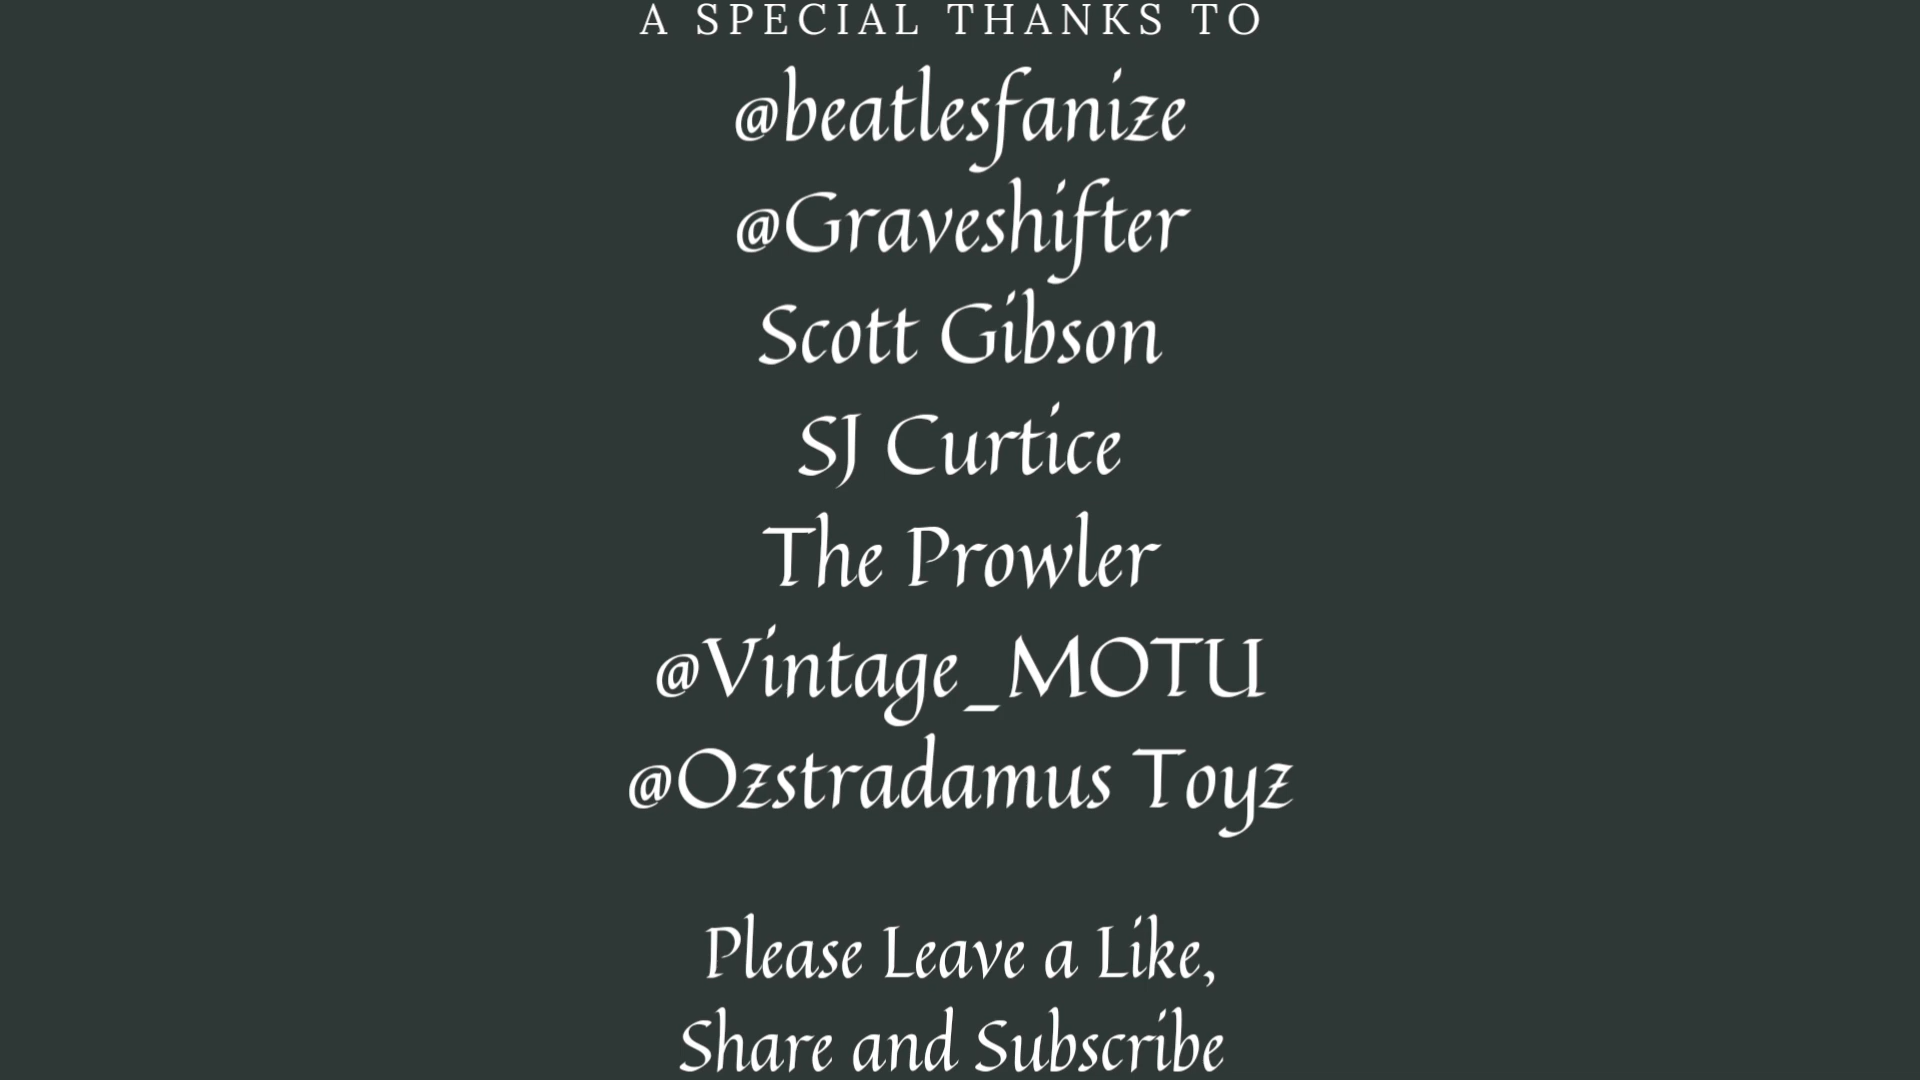 A SPECIAL THANKS TO
@beatlesfanize
@Graveshifter
Scott Gibson
SJ Curtice
The Prowler
@Vintage_MOTU
@Ozstradamus Toyz
Please Leave a Like,
Share and Subscribe